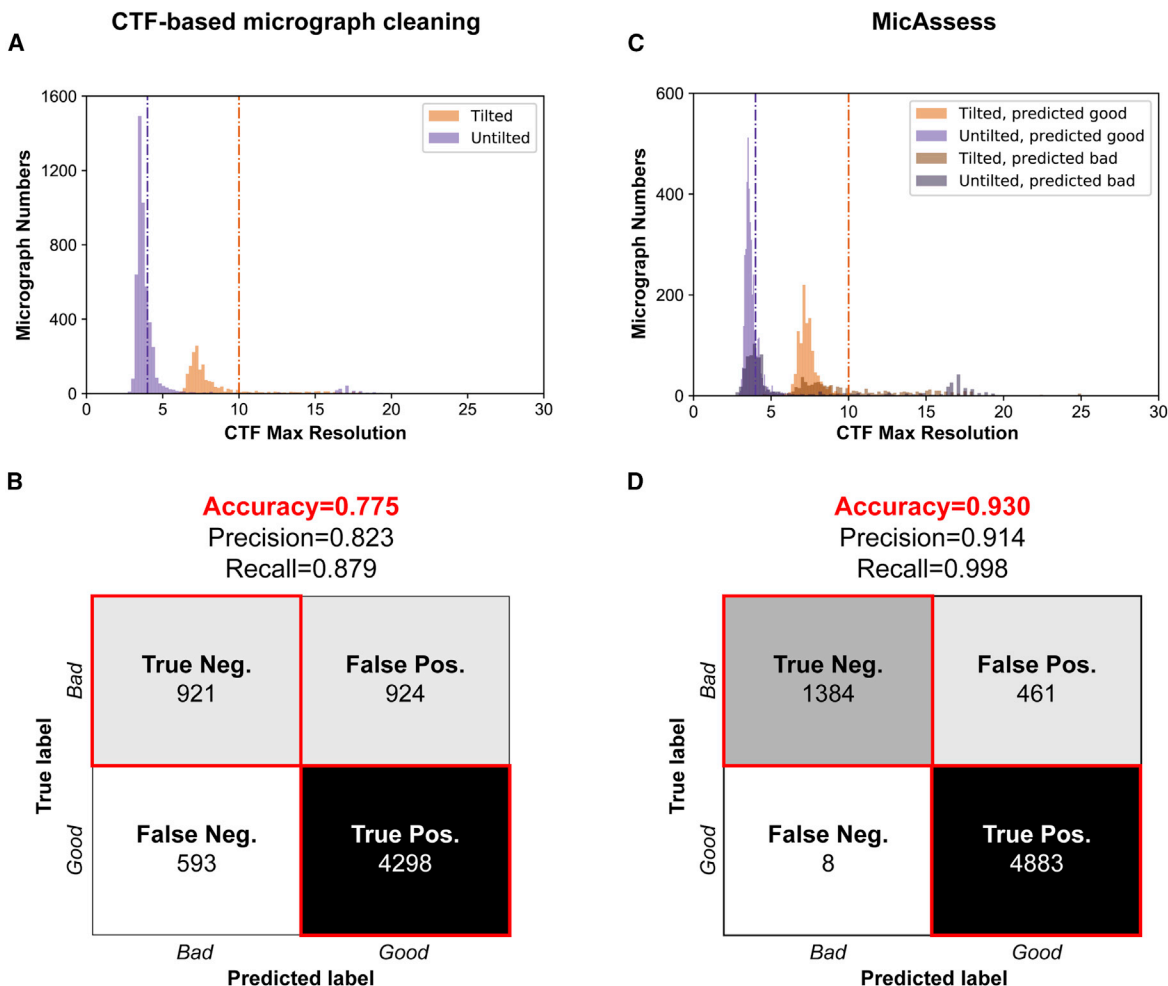 CTF-based micrograph cleaning
A
1600
1200
800
400
0
Micrograph Numbers
Tilted
Untilted
0 5 10 15 20 25 30
CTF Max Resolution
B
Accuracy=0.775
Precision=0.823
Recall=0.879
True label
Bad
Good
True Neg.
921
False Pos.
924
False Neg.
593
True Pos.
4298
Bad Good
Predicted label
MicAssess
C
600
400
200
0
Micrograph Numbers
Tilted, predicted good
Untilted, predicted good
Tilted, predicted bad
Untilted, predicted bad
0 5 10 15 20 25 30
CTF Max Resolution
D
Accuracy=0.930
Precision=0.914
Recall=0.998
True label
Bad
Good
True Neg.
1384
False Pos.
461
False Neg.
8
True Pos.
4883
Bad Good
Predicted label